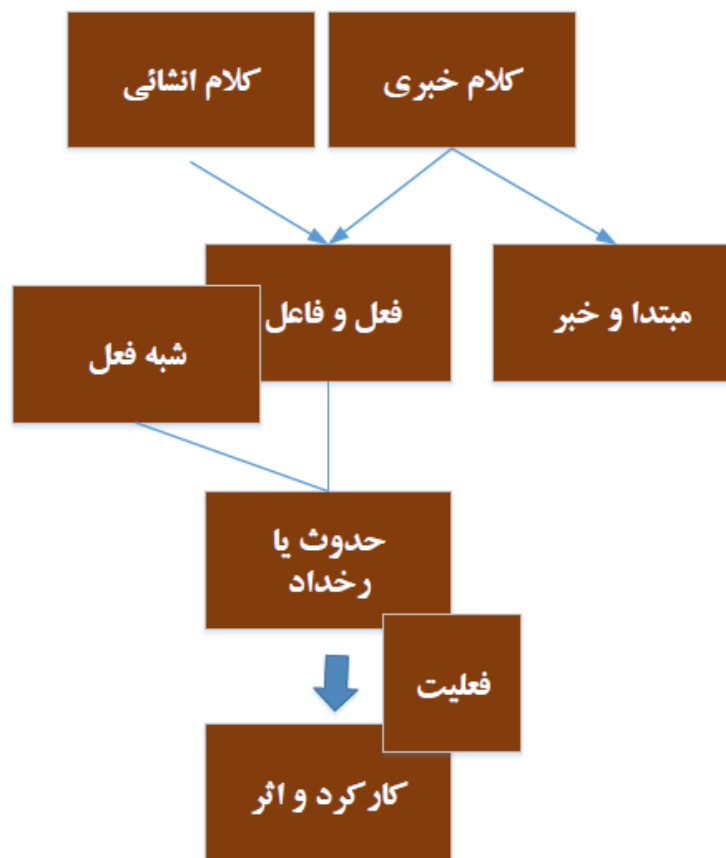 کلام خبری
کلام انشائی
مبتدا و خبر
فعل و فاعل
شبه فعل
حدوث یا
رخداد
فعلیت
کارکرد و اثر